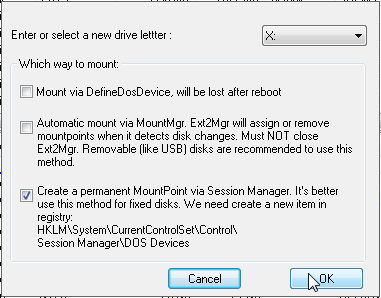 Enter or select a new drive lettter :
X:
Which way to mount:
Mount via DefineDosDevice, will be lost after reboot
Automatic mount via MountMgr. Ext2Mgr will assign or remove
mountpoints when it detects disk changes. Must NOT close
Ext2Mgr. Removable (like USB) disks are recommended to use this
method.
Create a permanent MountPoint via Session Manager. It's better
use this method for fixed disks. We need create a new item in
registry:
HKLM\System\CurrentControlSet\Control\
Session Manager\DOS Devices
Cancel
OK